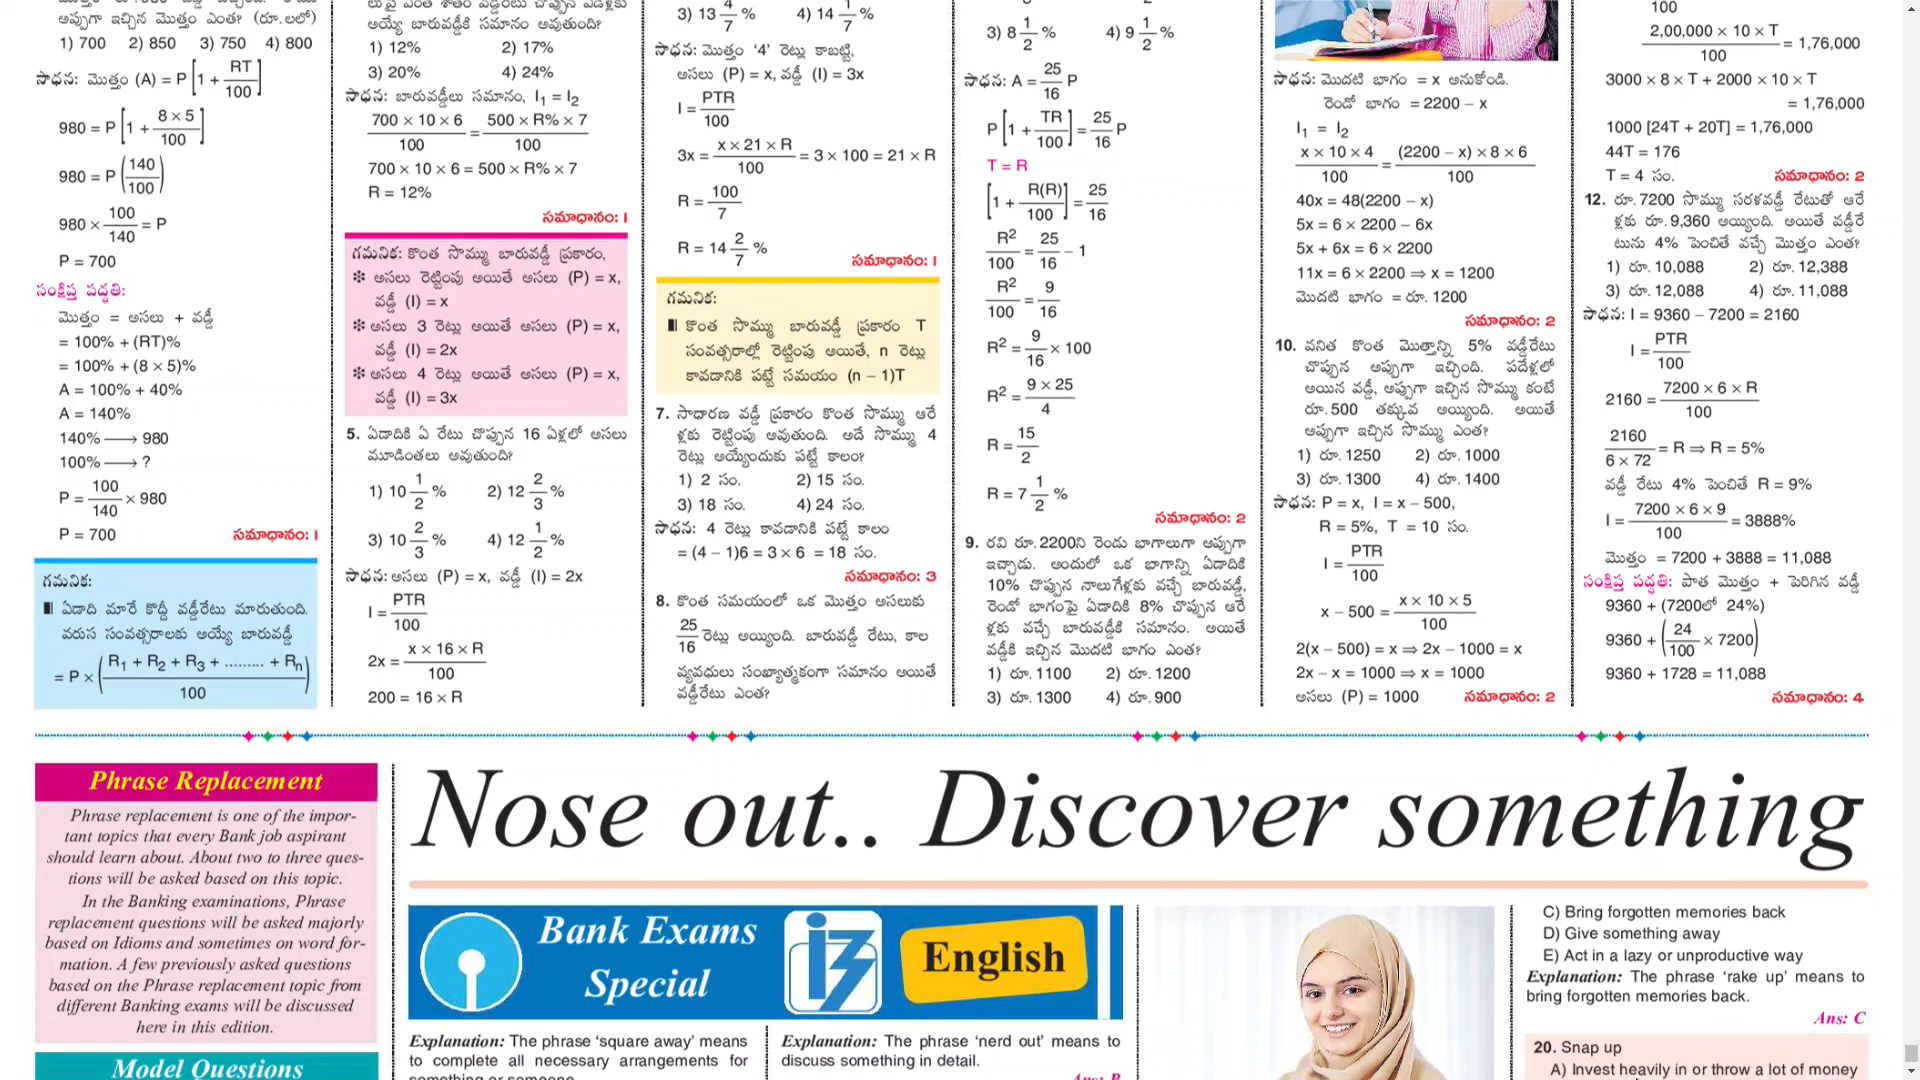 అప్పుగా ఇచ్చిన మొత్తం ఎంత? (రూ.లలో)
1) 700 2) 850 3) 750 4) 800
సాధన: మొత్తం (A) = P [1 + RT/100]
980 = P [1 + 8 × 5/100]
980 = P (140/100)
980 × 100/140 = P
P = 700
సంక్షిప్త పద్ధతి:
మొత్తం = అసలు + వడ్డీ
= 100% + (RT)%
= 100% + (8 × 5)%
A = 100% + 40%
A = 140%
140% ⟶ 980
100% ⟶ ?
P = 100/140 × 980
P = 700 సమాధానం: 1
గమనిక:
ఏడాది మారే కొద్దీ వడ్డీరేటు మారుతుంది.
వరుస సంవత్సరాలకు అయ్యే బారువడ్డీ
= P × (R1 + R2 + R3 + ......... + Rn/100)
అయ్యే బారువడ్డీకి సమానం అవుతుంది?
1) 12% 2) 17%
3) 20% 4) 24%
సాధన: బారువడ్డీలు సమానం, I1 = I2
700 × 10 × 6/100 = 500 × R% × 7/100
700 × 10 × 6 = 500 × R% × 7
R = 12%
సమాధానం: 1
గమనిక: కొంత సొమ్ము బారువడ్డీ ప్రకారం,
❇ అసలు రెట్టింపు అయితే అసలు (P) = x,
వడ్డీ (I) = x
❇ అసలు 3 రెట్లు అయితే అసలు (P) = x,
వడ్డీ (I) = 2x
❇ అసలు 4 రెట్లు అయితే అసలు (P) = x,
వడ్డీ (I) = 3x
5. ఏడాదికి ఏ రేటు చొప్పున 16 ఏళ్లలో అసలు
మూడింతలు అవుతుంది?
1) 10 1/2 % 2) 12 2/3 %
3) 10 2/3 % 4) 12 1/2 %
సాధన: అసలు (P) = x, వడ్డీ (I) = 2x
I = PTR/100
2x = x × 16 × R/100
200 = 16 × R
3) 13 4/7 % 4) 14 1/7 %
సాధన: మొత్తం ‘4’ రెట్లు కాబట్టి,
అసలు (P) = x, వడ్డీ (I) = 3x
I = PTR/100
3x = x × 21 × R/100 = 3 × 100 = 21 × R
R = 100/7
R = 14 2/7 %
సమాధానం: 1
గమనిక:
కొంత సొమ్ము బారువడ్డీ ప్రకారం T
సంవత్సరాల్లో రెట్టింపు అయితే, n రెట్లు
కావడానికి పట్టే సమయం (n – 1)T
7. సాధారణ వడ్డీ ప్రకారం కొంత సొమ్ము ఆరే
ళ్లకు రెట్టింపు అవుతుంది. అదే సొమ్ము 4
రెట్లు అయ్యేందుకు పట్టే కాలం?
1) 2 సం. 2) 15 సం.
3) 18 సం. 4) 24 సం.
సాధన: 4 రెట్లు కావడానికి పట్టే కాలం
= (4 – 1)6 = 3 × 6 = 18 సం.
సమాధానం: 3
8. కొంత సమయంలో ఒక మొత్తం అసలుకు
25/16 రెట్లు అయ్యింది. బారువడ్డీ రేటు, కాల
వ్యవధులు సంఖ్యాత్మకంగా సమానం అయితే
వడ్డీరేటు ఎంత?
3) 8 1/2 % 4) 9 1/2 %
సాధన: A = 25/16 P
P [1 + TR/100] = 25/16 P
T = R
[1 + R(R)/100] = 25/16
R²/100 = 25/16 – 1
R²/100 = 9/16
R² = 9/16 × 100
R² = 9 × 25/4
R = 15/2
R = 7 1/2 %
సమాధానం: 2
9. రవి రూ.2200ని రెండు భాగాలుగా అప్పుగా
ఇచ్చాడు. అందులో ఒక భాగాన్ని ఏడాదికి
10% చొప్పున నాలుగేళ్లకు వచ్చే బారువడ్డీ,
రెండో భాగంపై ఏడాదికి 8% చొప్పున ఆరే
ళ్లకు వచ్చే బారువడ్డీకి సమానం. అయితే
వడ్డీకి ఇచ్చిన మొదటి భాగం ఎంత?
1) రూ.1100 2) రూ.1200
3) రూ.1300 4) రూ.900
సాధన: మొదటి భాగం = x అనుకోండి.
రెండో భాగం = 2200 – x
I1 = I2
x × 10 × 4/100 = (2200 – x) × 8 × 6/100
40x = 48(2200 – x)
5x = 6 × 2200 – 6x
5x + 6x = 6 × 2200
11x = 6 × 2200 ⇒ x = 1200
మొదటి భాగం = రూ. 1200
సమాధానం: 2
10. వనిత కొంత మొత్తాన్ని 5% వడ్డీరేటు
చొప్పున అప్పుగా ఇచ్చింది. పదేళ్లలో
అయిన వడ్డీ, అప్పుగా ఇచ్చిన సొమ్ము కంటే
రూ.500 తక్కువ అయ్యింది. అయితే
అప్పుగా ఇచ్చిన సొమ్ము ఎంత?
1) రూ.1250 2) రూ.1000
3) రూ.1300 4) రూ.1400
సాధన: P = x, I = x – 500,
R = 5%, T = 10 సం.
I = PTR/100
x – 500 = x × 10 × 5/100
2(x – 500) = x ⇒ 2x – 1000 = x
2x – x = 1000 ⇒ x = 1000
అసలు (P) = 1000 సమాధానం: 2
100
2,00,000 × 10 × T/100 = 1,76,000
3000 × 8 × T + 2000 × 10 × T
= 1,76,000
1000 [24T + 20T] = 1,76,000
44T = 176
T = 4 సం. సమాధానం: 2
12. రూ.7200 సొమ్ము సరళవడ్డీ రేటుతో ఆరే
ళ్లకు రూ.9,360 అయ్యింది. అయితే వడ్డీరే
టును 4% పెంచితే వచ్చే మొత్తం ఎంత?
1) రూ.10,088 2) రూ.12,388
3) రూ.12,088 4) రూ.11,088
సాధన: I = 9360 – 7200 = 2160
I = PTR/100
2160 = 7200 × 6 × R/100
2160/6 × 72 = R ⇒ R = 5%
వడ్డీ రేటు 4% పెంచితే R = 9%
I = 7200 × 6 × 9/100 = 3888%
మొత్తం = 7200 + 3888 = 11,088
సంక్షిప్త పద్ధతి: పాత మొత్తం + పెరిగిన వడ్డీ
9360 + (7200లో 24%)
9360 + (24/100 × 7200)
9360 + 1728 = 11,088
సమాధానం: 4
Phrase Replacement
Phrase replacement is one of the impor-
tant topics that every Bank job aspirant
should learn about. About two to three ques-
tions will be asked based on this topic.
In the Banking examinations, Phrase
replacement questions will be asked majorly
based on Idioms and sometimes on word for-
mation. A few previously asked questions
based on the Phrase replacement topic from
different Banking exams will be discussed
here in this edition.
Model Questions
Nose out.. Discover something
Bank Exams
Special
English
Explanation: The phrase ‘square away’ means
to complete all necessary arrangements for
something or someone.
Explanation: The phrase ‘nerd out’ means to
discuss something in detail.
Ans: B
C) Bring forgotten memories back
D) Give something away
E) Act in a lazy or unproductive way
Explanation: The phrase ‘rake up’ means to
bring forgotten memories back.
Ans: C
20. Snap up
A) Invest heavily in or throw a lot of money